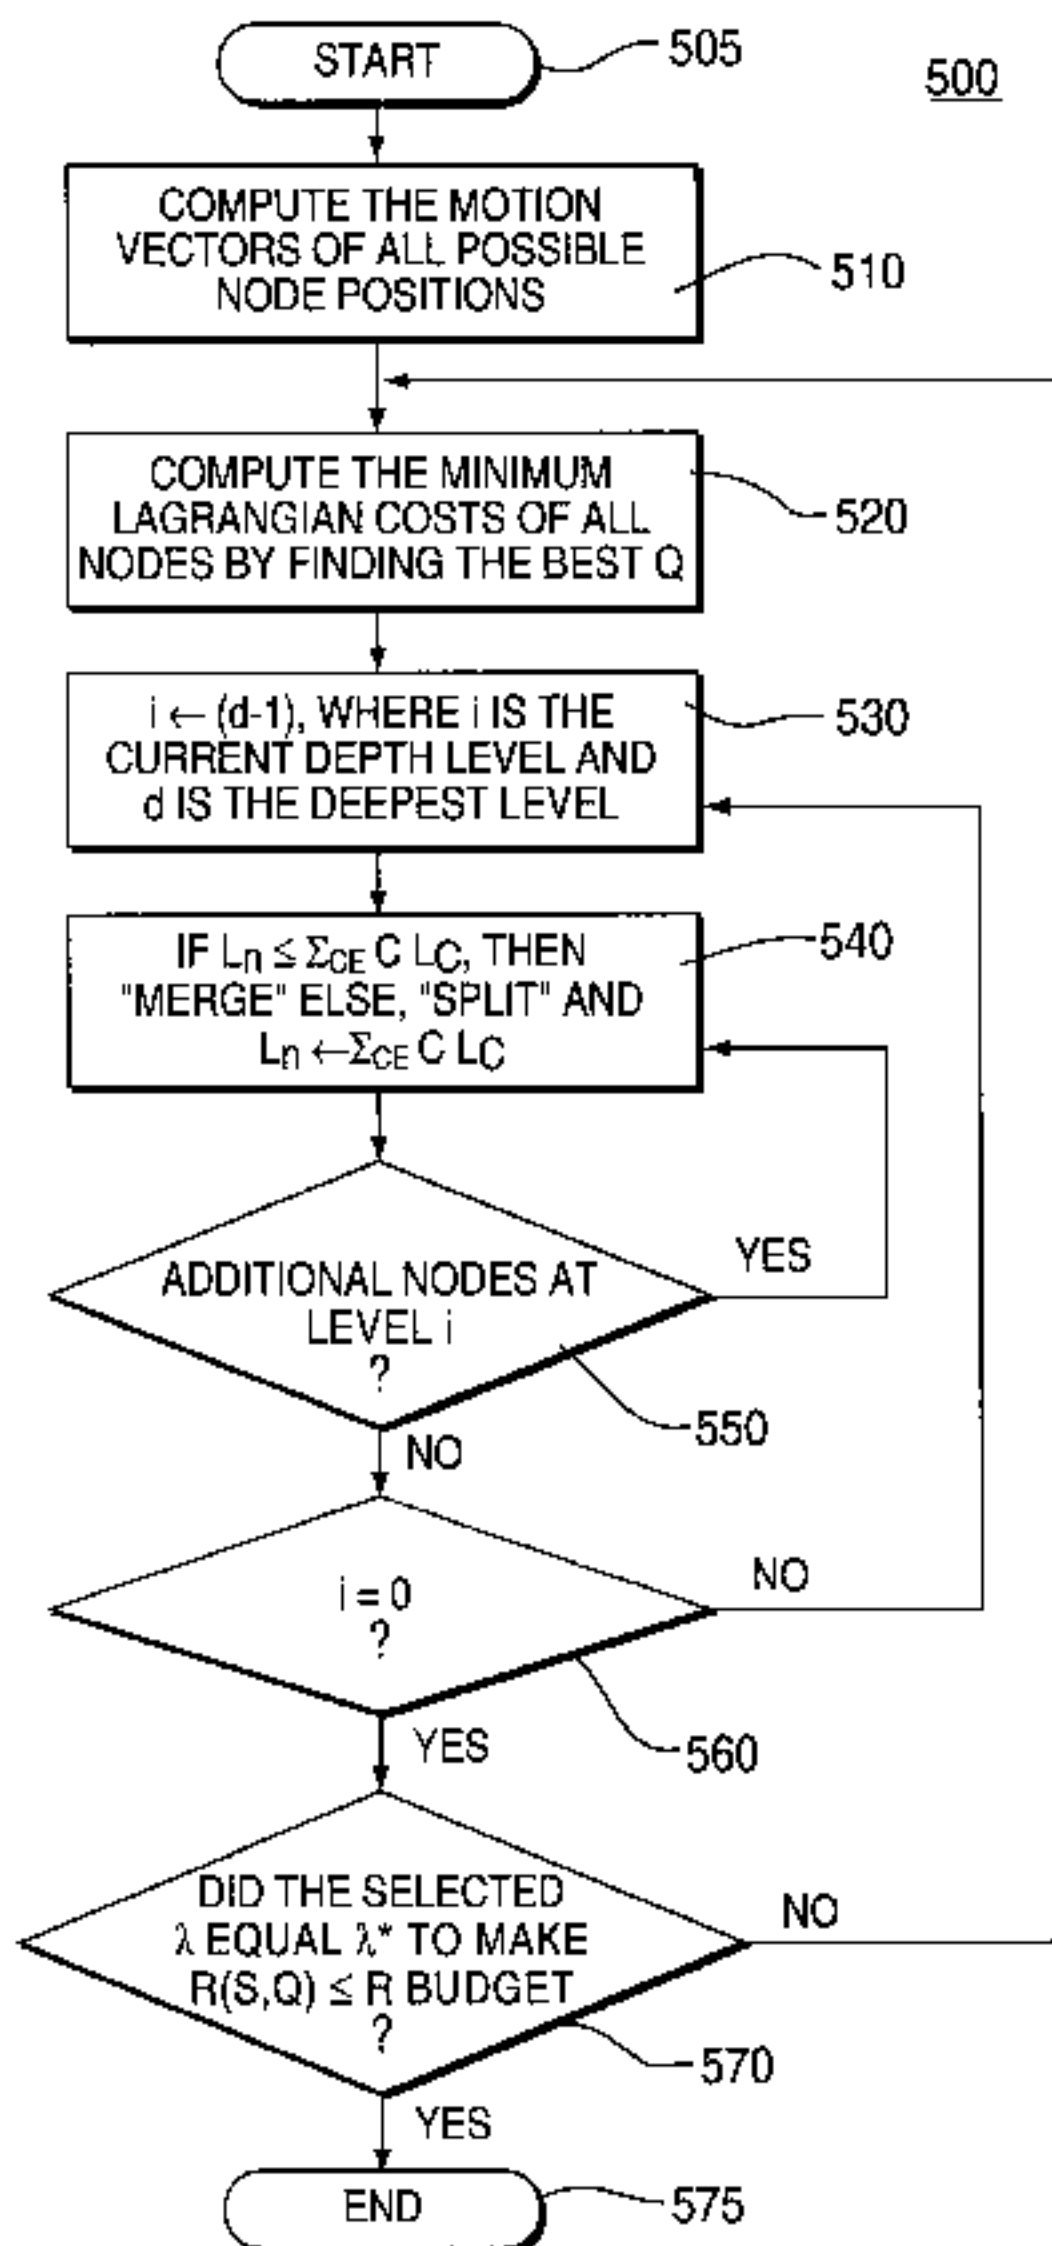 START
505
500
COMPUTE THE MOTION
VECTORS OF ALL POSSIBLE
NODE POSITIONS
510
COMPUTE THE MINIMUM
LAGRANGIAN COSTS OF ALL
NODES BY FINDING THE BEST Q
520
i ← (d-1), WHERE i IS THE
CURRENT DEPTH LEVEL AND
d IS THE DEEPEST LEVEL
530
IF Ln ≤ ΣCE C LC, THEN
"MERGE" ELSE, "SPLIT" AND
Ln ←ΣCE C LC
540
ADDITIONAL NODES AT
LEVEL i
?
YES
550
NO
i = 0
?
NO
560
YES
DID THE SELECTED
λ EQUAL λ* TO MAKE
R(S,Q) ≤ R BUDGET
?
NO
570
YES
END
575